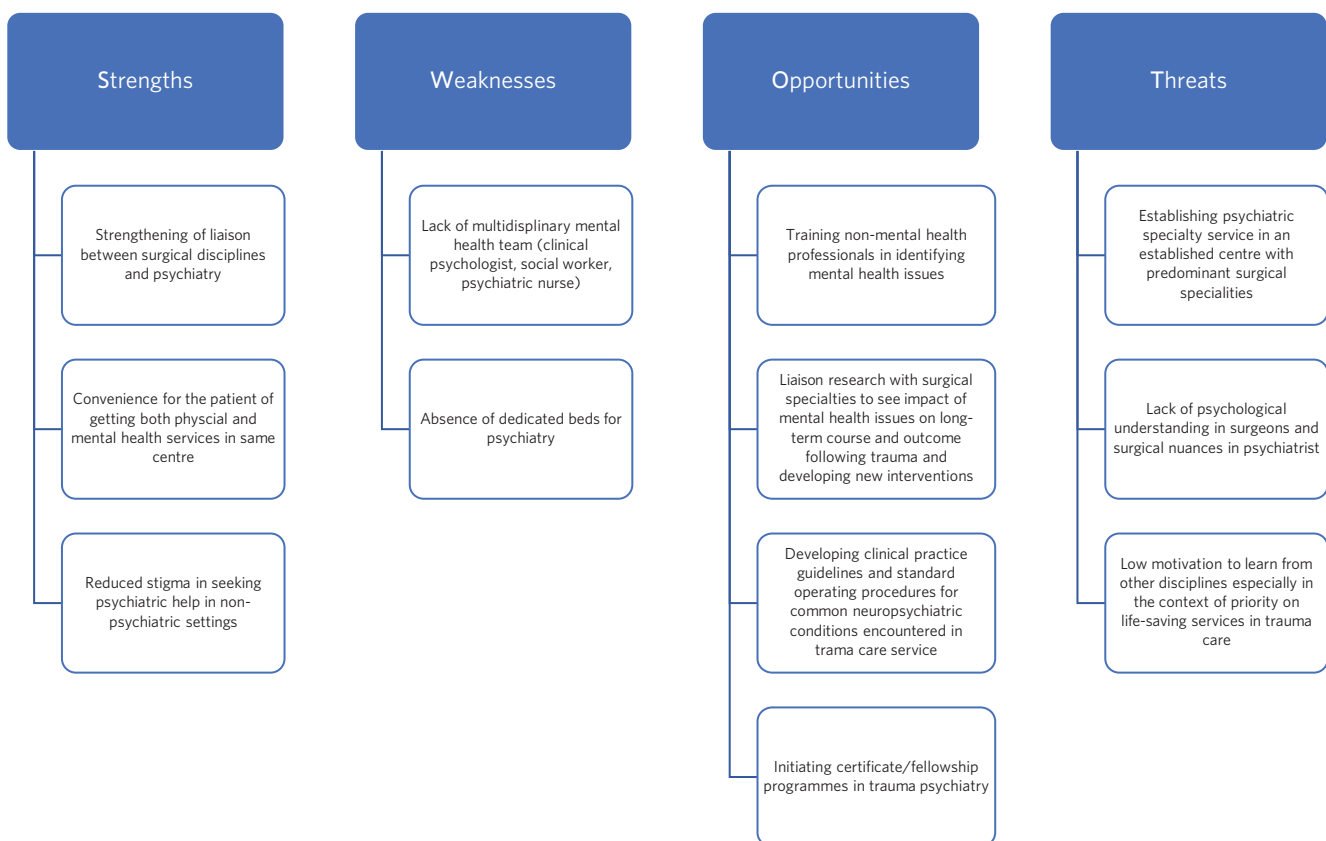 Strengths
Strengthening of liaison
between surgical disciplines
and psychiatry
Convenience for the patient of
getting both physcial and
mental health services in same
centre
Reduced stigma in seeking
psychiatric help in non-
psychiatric settings
Weaknesses
Lack of multidisplinary mental
health team (clinical
psychologist, social worker,
psychiatric nurse)
Absence of dedicated beds for
psychiatry
Opportunities
Training non-mental health
professionals in identifying
mental health issues
Liaison research with surgical
specialties to see impact of
mental health issues on long-
term course and outcome
following trauma and
developing new interventions
Developing clinical practice
guidelines and standard
operating procedures for
common neuropsychiatric
conditions encountered in
trama care service
Initiating certificate/fellowship
programmes in trauma psychiatry
Threats
Establishing psychiatric
specialty service in an
established centre with
predominant surgical
specialities
Lack of psychological
understanding in surgeons and
surgical nuances in psychiatrist
Low motivation to learn from
other disciplines especially in
the context of priority on
life-saving services in trauma
care